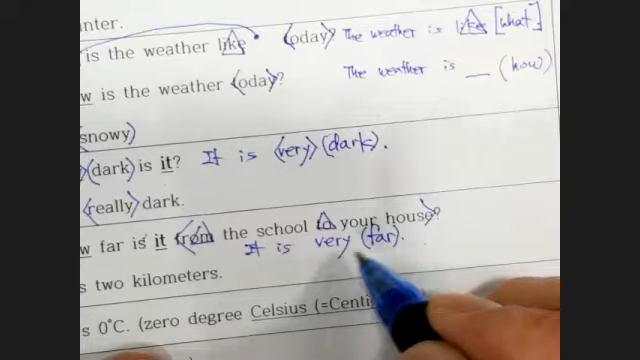 nter.
is the weather like today? The weather is like [what]
w is the weather today? The weather is __ (how)
snowy)
(dark) is it? It is <very> (dark).
<really> dark.
w far is it from the school to your house?
It is very (far).
s two kilometers.
s 0°C. (zero degree Celsius (=Centi